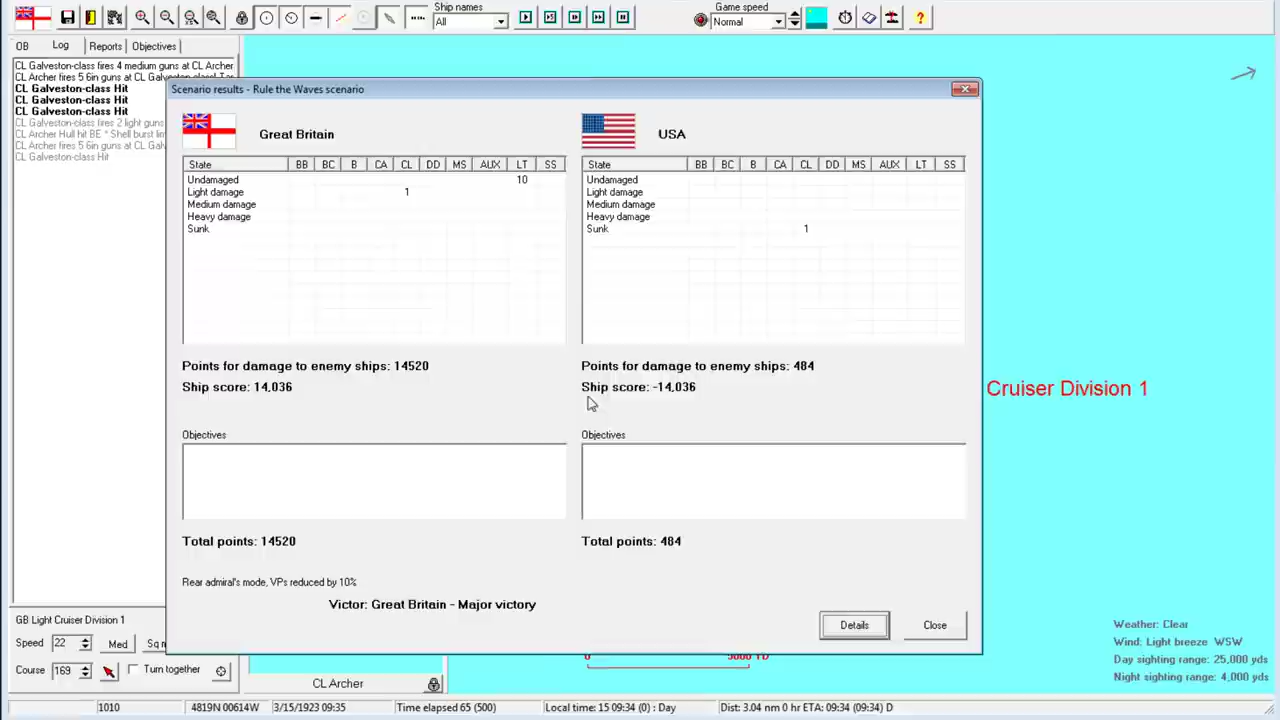 Ship names
All
Game speed
Normal
OB
Log
Reports
Objectives
CL Galveston-class fires 4 medium guns at CL Archer
CL Archer fires 5 6in guns at CL Galveston-class
CL Galveston-class Hit
CL Galveston-class Hit
CL Galveston-class Hit
CL Galveston-class fires 2 light guns
CL Archer Hull hit BE * Shell burst
CL Archer fires 5 6in guns at CL
CL Galveston-class Hit
Scenario results - Rule the Waves scenario
Great Britain
State BB BC B CA CL DD MS AUX LT SS
Undamaged 10
Light damage 1
Medium damage
Heavy damage
Sunk
Points for damage to enemy ships: 14520
Ship score: 14,036
Objectives
Total points: 14520
USA
State BB BC B CA CL DD MS AUX LT SS
Undamaged
Light damage
Medium damage
Heavy damage
Sunk 1
Points for damage to enemy ships: 484
Ship score: -14,036
Objectives
Total points: 484
Rear admiral's mode, VPs reduced by 10%
Victor: Great Britain - Major victory
Details
Close
Cruiser Division 1
GB Light Cruiser Division 1
Speed 22 Med
Course 169 Turn together
CL Archer
Weather: Clear
Wind: Light breeze WSW
Day sighting range: 25,000 yds
Night sighting range: 4,000 yds
1010
4819N 00614W
3/15/1923 09:35
Time elapsed 65 (500)
Local time: 15 09:34 (0) : Day
Dist: 3.04 nm 0 hr ETA: 09:34 (09:34) D